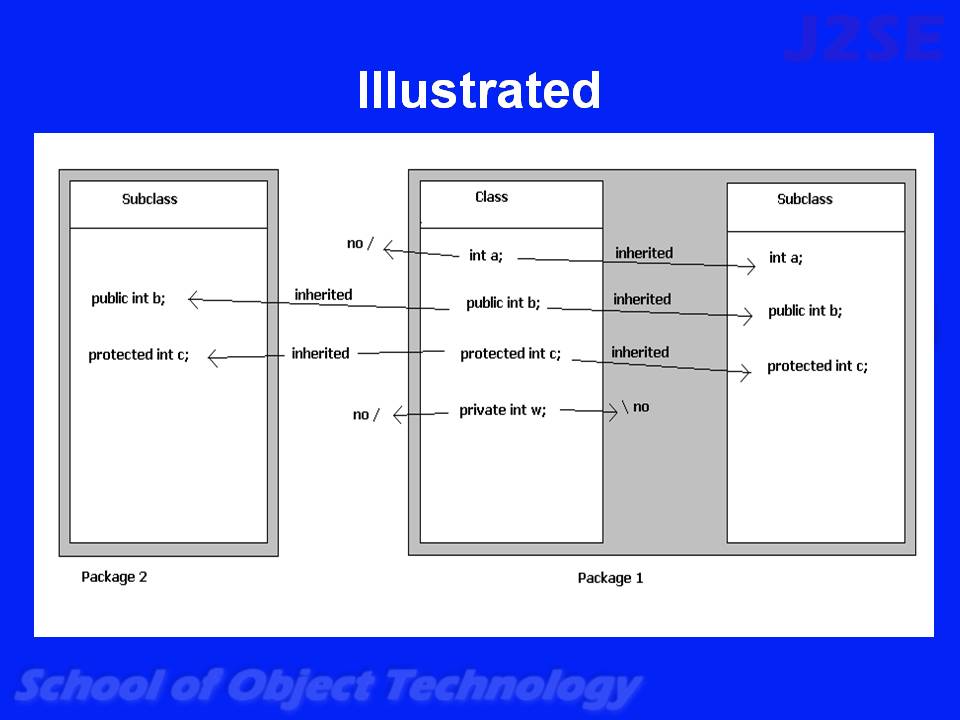 J2SE
Illustrated
Subclass
Class
Subclass
no /
int a;
inherited
int a;
public int b;
inherited
public int b;
inherited
public int b;
protected int c;
inherited
protected int c;
inherited
protected int c;
no /
private int w;
\ no
Package 2
Package 1
School of Object Technology